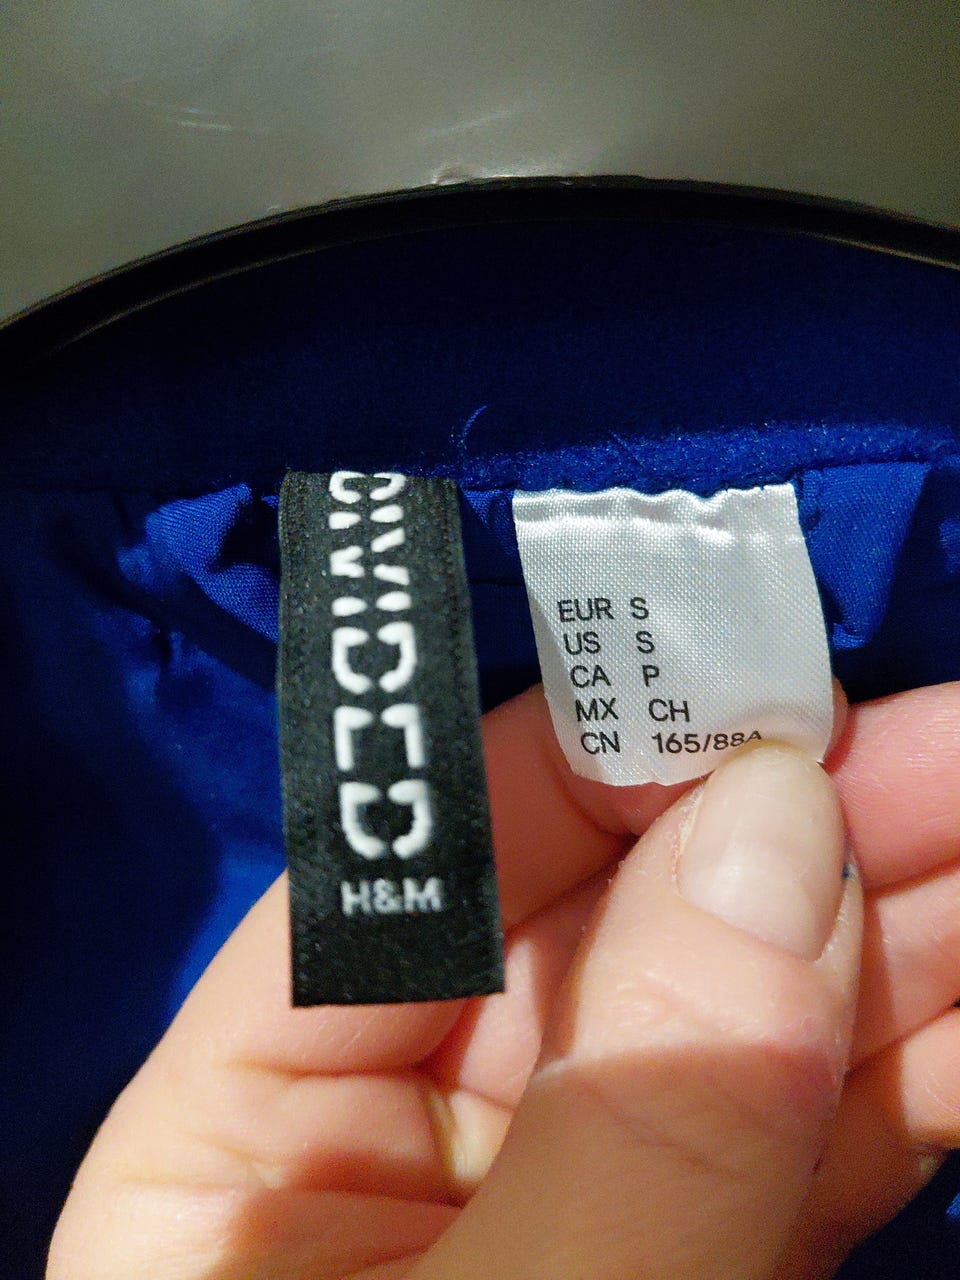 DIVIDED
H&M
EUR S
US S
CA P
MX CH
CN 165/88A